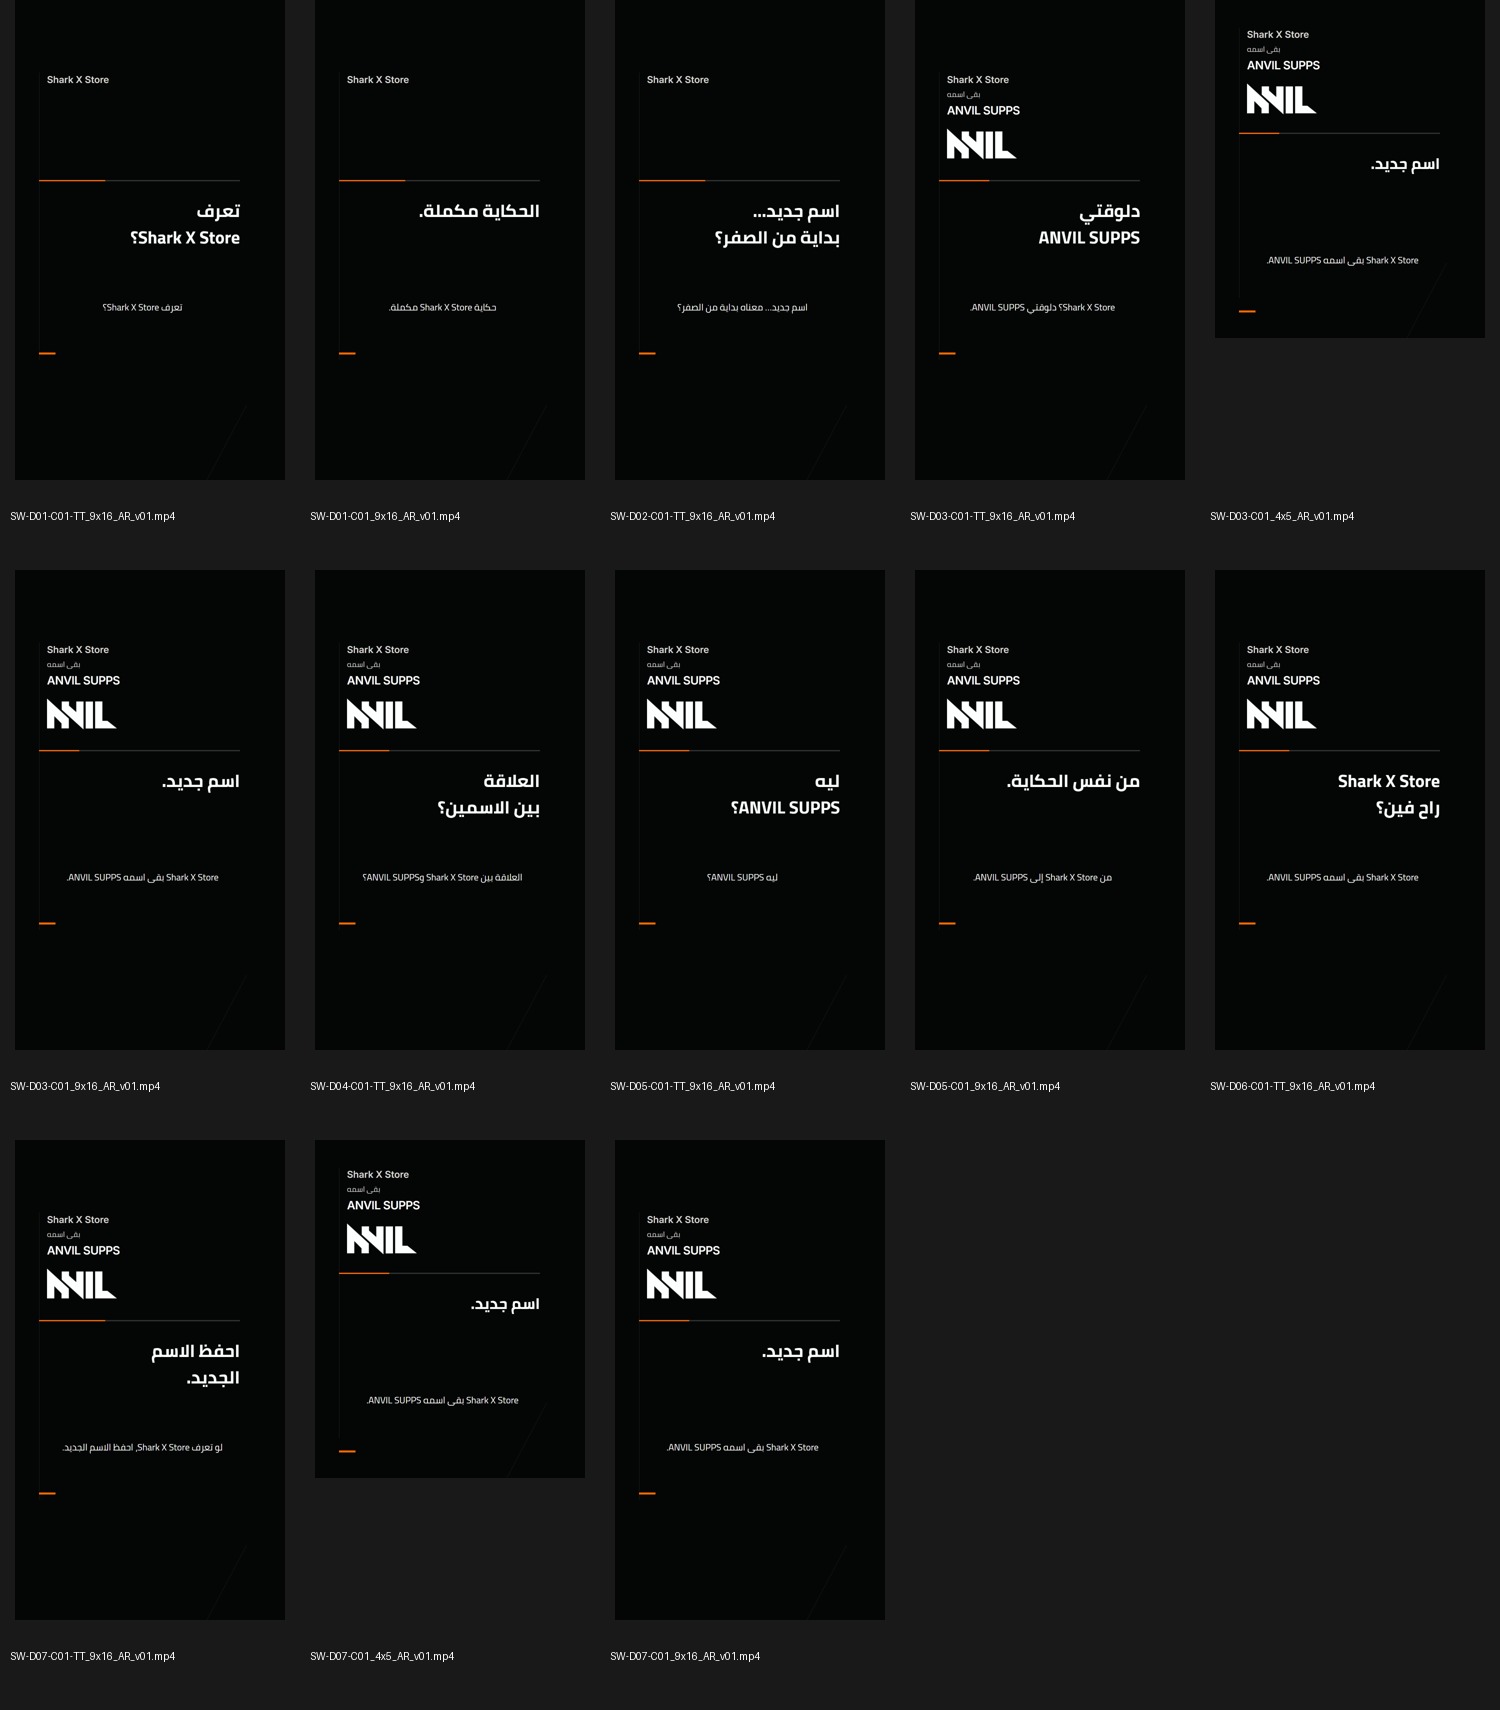 Shark X Store
تعرف
Shark X Store؟
تعرف Shark X Store؟
SW-D01-C01-TT_9x16_AR_v01.mp4
Shark X Store
الحكاية مكملة.
حكاية Shark X Store مكملة.
SW-D01-C01_9x16_AR_v01.mp4
Shark X Store
اسم جديد...
بداية من الصفر؟
اسم جديد... معناه بداية من الصفر؟
SW-D02-C01-TT_9x16_AR_v01.mp4
Shark X Store
بقى اسمه
ANVIL SUPPS
دلوقتي
ANVIL SUPPS
Shark X Store؟ دلوقتي ANVIL SUPPS.
SW-D03-C01-TT_9x16_AR_v01.mp4
Shark X Store
بقى اسمه
ANVIL SUPPS
اسم جديد.
Shark X Store بقى اسمه ANVIL SUPPS.
SW-D03-C01_4x5_AR_v01.mp4
Shark X Store
بقى اسمه
ANVIL SUPPS
اسم جديد.
Shark X Store بقى اسمه ANVIL SUPPS.
SW-D03-C01_9x16_AR_v01.mp4
Shark X Store
بقى اسمه
ANVIL SUPPS
العلاقة
بين الاسمين؟
العلاقة بين Shark X Store وANVIL SUPPS؟
SW-D04-C01-TT_9x16_AR_v01.mp4
Shark X Store
بقى اسمه
ANVIL SUPPS
ليه
ANVIL SUPPS؟
ليه ANVIL SUPPS؟
SW-D05-C01-TT_9x16_AR_v01.mp4
Shark X Store
بقى اسمه
ANVIL SUPPS
من نفس الحكاية.
من Shark X Store إلى ANVIL SUPPS.
SW-D05-C01_9x16_AR_v01.mp4
Shark X Store
بقى اسمه
ANVIL SUPPS
Shark X Store
راح فين؟
Shark X Store بقى اسمه ANVIL SUPPS.
SW-D06-C01-TT_9x16_AR_v01.mp4
Shark X Store
بقى اسمه
ANVIL SUPPS
احفظ الاسم
الجديد.
لو تعرف Shark X Store, احفظ الاسم الجديد.
SW-D07-C01-TT_9x16_AR_v01.mp4
Shark X Store
بقى اسمه
ANVIL SUPPS
اسم جديد.
Shark X Store بقى اسمه ANVIL SUPPS.
SW-D07-C01_4x5_AR_v01.mp4
Shark X Store
بقى اسمه
ANVIL SUPPS
اسم جديد.
Shark X Store بقى اسمه ANVIL SUPPS.
SW-D07-C01_9x16_AR_v01.mp4